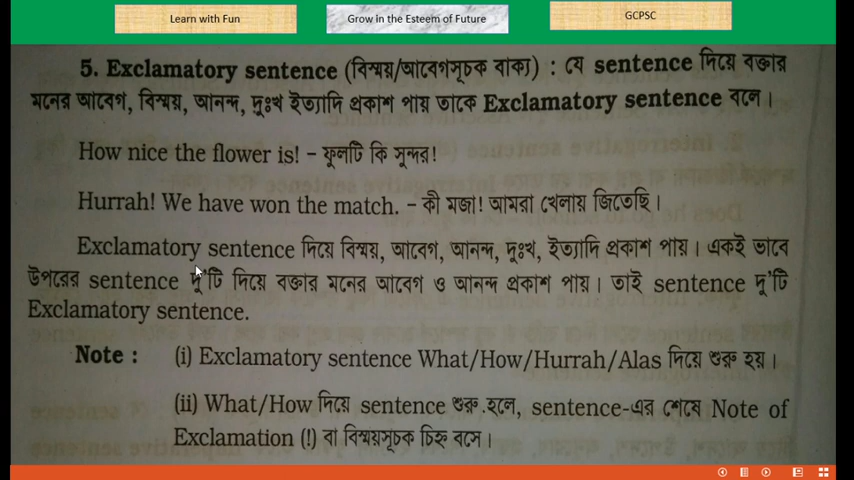 Learn with Fun
Grow in the Esteem of Future
GCPSC
5. Exclamatory sentence (বিস্ময়/আবেগসূচক বাক্য) : যে sentence দিয়ে বক্তার
মনের আবেগ, বিস্ময়, আনন্দ, দুঃখ ইত্যাদি প্রকাশ পায় তাকে Exclamatory sentence বলে।
How nice the flower is! – ফুলটি কি সুন্দর!
Hurrah! We have won the match. – কী মজা! আমরা খেলায় জিতেছি।
Exclamatory sentence দিয়ে বিস্ময়, আবেগ, আনন্দ, দুঃখ, ইত্যাদি প্রকাশ পায়। একই ভাবে
উপরের sentence দু'টি দিয়ে বক্তার মনের আবেগ ও আনন্দ প্রকাশ পায়। তাই sentence দু'টি
Exclamatory sentence.
Note : (i) Exclamatory sentence What/How/Hurrah/Alas দিয়ে শুরু হয়।
(ii) What/How দিয়ে sentence শুরু হলে, sentence-এর শেষে Note of
Exclamation (!) বা বিস্ময়সূচক চিহ্ন বসে।